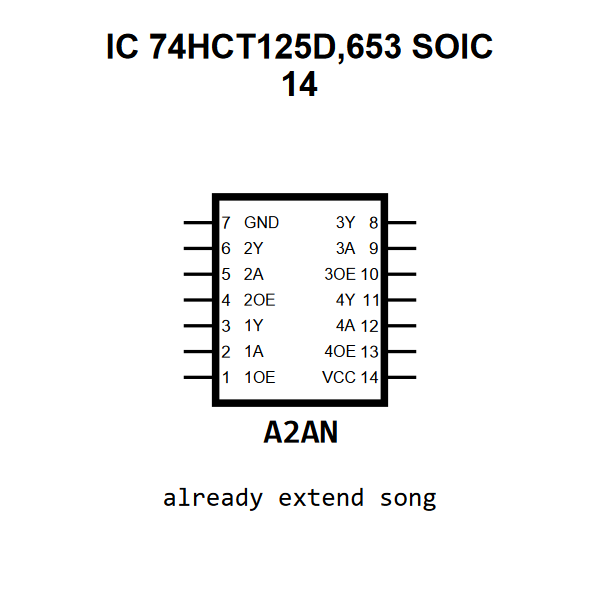 IC 74HCT125D,653 SOIC
14
7 GND 3Y 8
6 2Y 3A 9
5 2A 3OE 10
4 2OE 4Y 11
3 1Y 4A 12
2 1A 4OE 13
1 1OE VCC 14
A2AN
already extend song